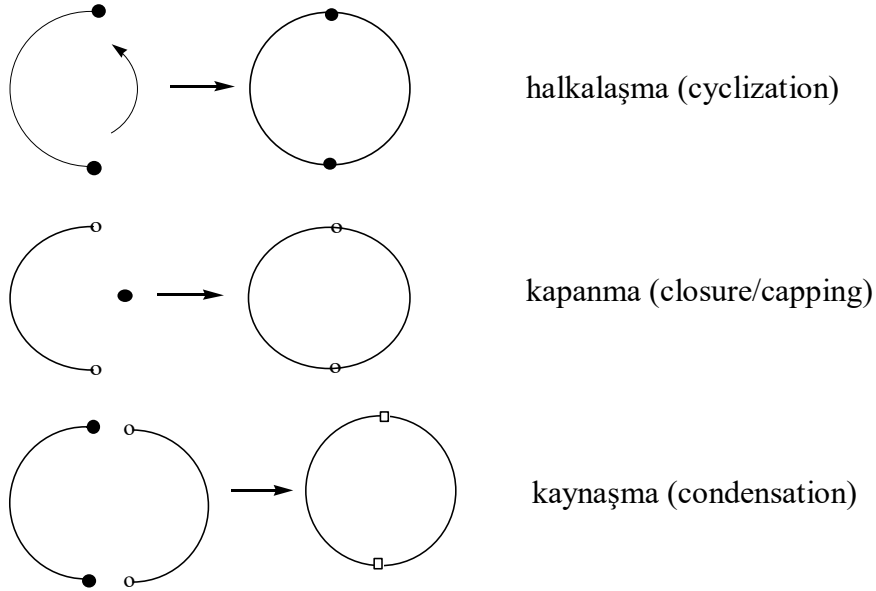 halkalaşma (cyclization)
kapanma (closure/capping)
kaynaşma (condensation)